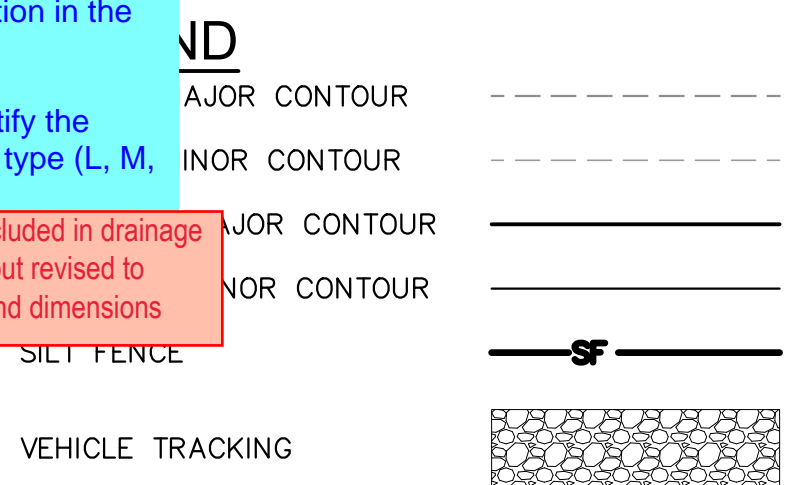 tion in the
ND
AJOR CONTOUR
tify the
type (L, M,
INOR CONTOUR
cluded in drainage
AJOR CONTOUR
out revised to
NOR CONTOUR
nd dimensions
SILT FENCE
SF
VEHICLE TRACKING